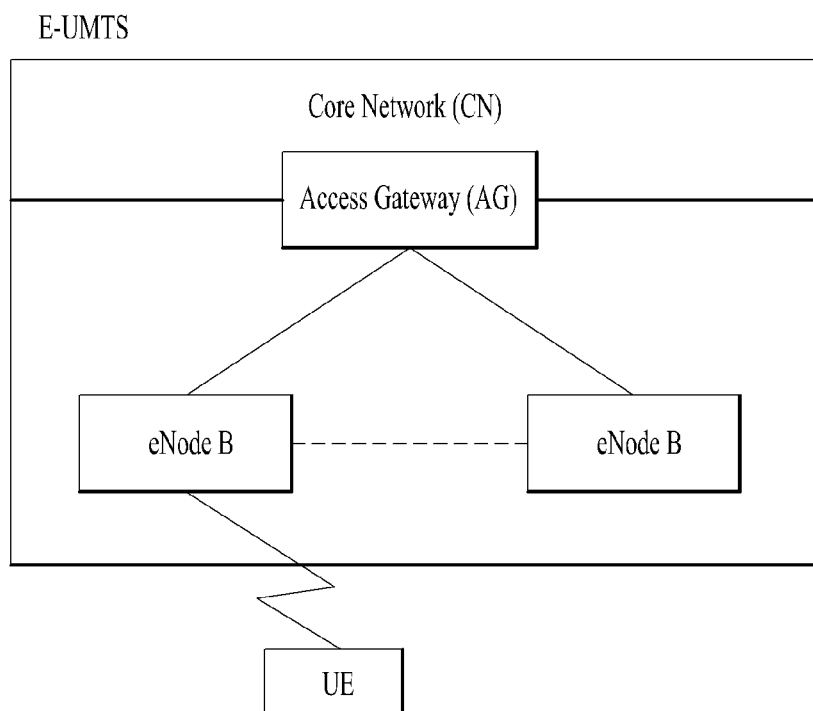 E-UMTS
Core Network (CN)
Access Gateway (AG)
eNode B
eNode B
UE